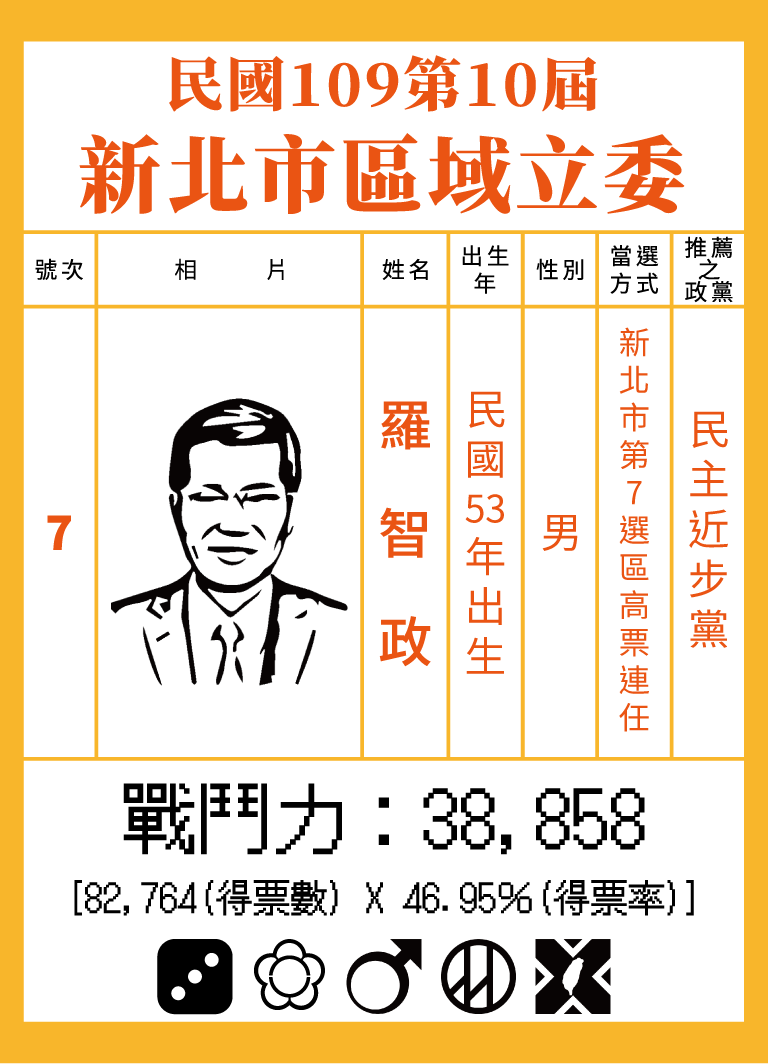 民國109第10屆
新北市區域立委
號次
相片
姓名
出生
年
性別
當選
方式
推薦
之
政黨
7
羅智政
民國53年出生
男
新北市第7選區高票連任
民主近步黨
戰鬥力：38,858
[82,764(得票數) X 46.95%(得票率)]